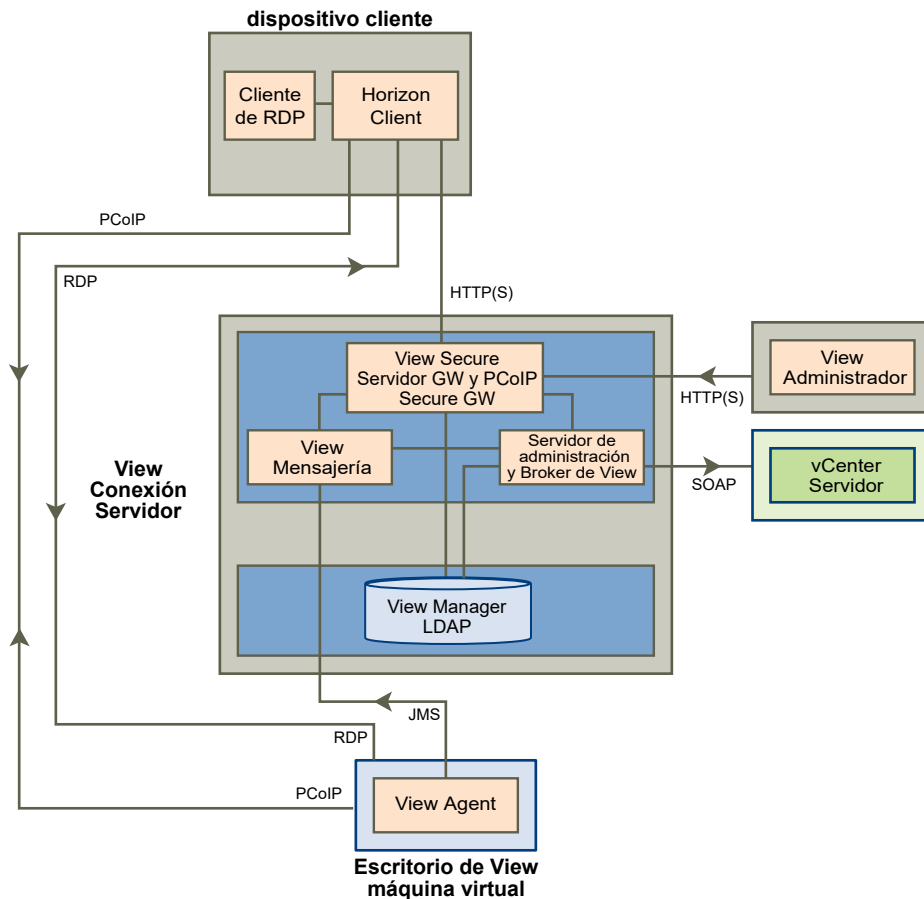 dispositivo cliente
Cliente
de RDP
Horizon
Client
PCoIP
RDP
HTTP(S)
View Secure
Servidor GW y PCoIP
Secure GW
View
Administrador
HTTP(S)
View
Mensajería
Servidor de
administración
y Broker de View
vCenter
Servidor
SOAP
View
Conexión
Servidor
View Manager
LDAP
JMS
RDP
PCoIP
View Agent
Escritorio de View
máquina virtual